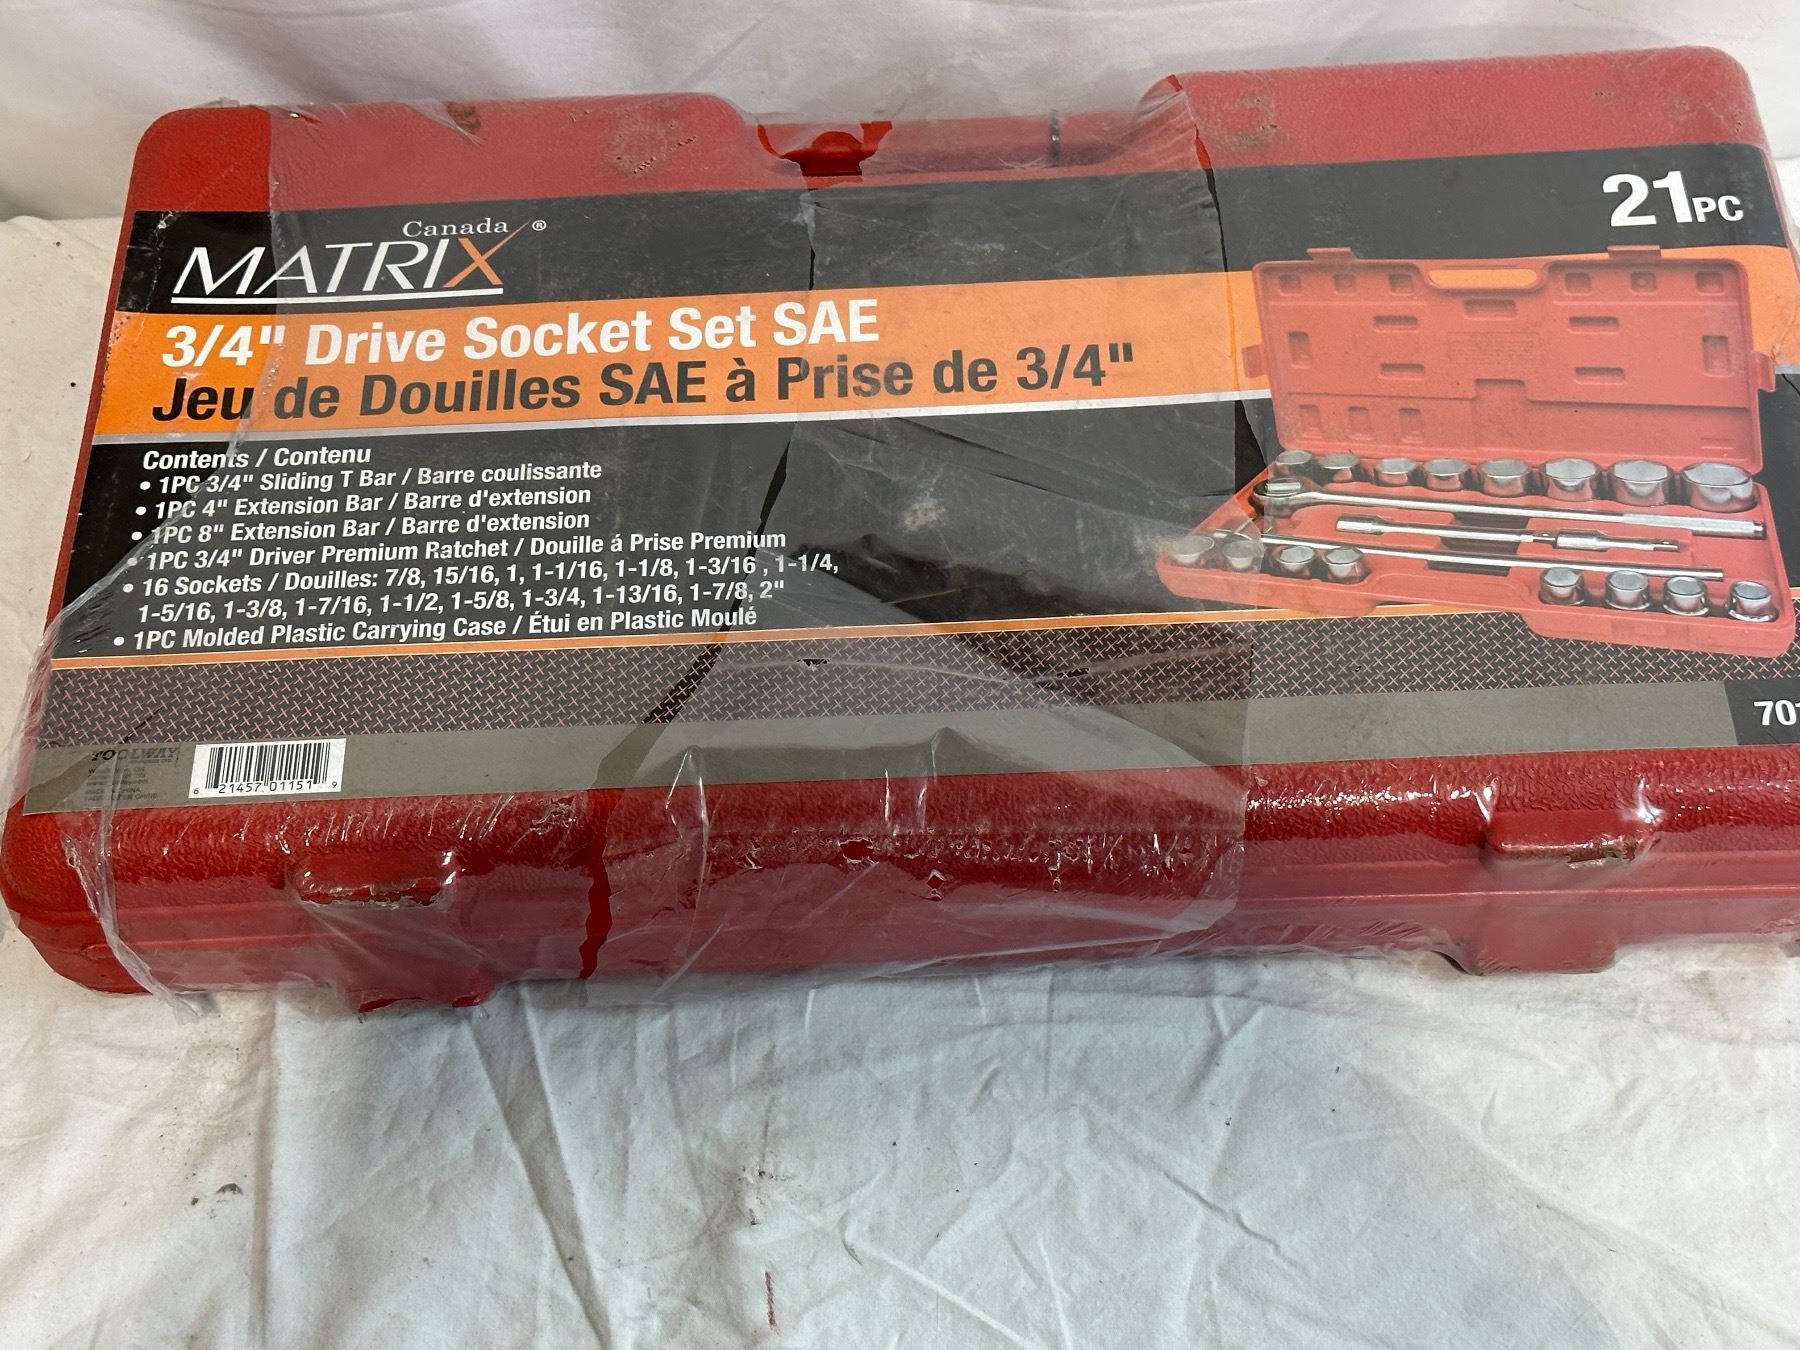 Canada ®
MATRIX
21PC
3/4" Drive Socket Set SAE
Jeu de Douilles SAE à Prise de 3/4"
Contents / Contenu
• 1PC 3/4" Sliding T Bar / Barre coulissante
• 1PC 4" Extension Bar / Barre d'extension
• 1PC 8" Extension Bar / Barre d'extension
• 1PC 3/4" Driver Premium Ratchet / Douille á Prise Premium
• 16 Sockets / Douilles: 7/8, 15/16, 1, 1-1/16, 1-1/8, 1-3/16 , 1-1/4,
1-5/16, 1-3/8, 1-7/16, 1-1/2, 1-5/8, 1-3/4, 1-13/16, 1-7/8, 2"
• 1PC Molded Plastic Carrying Case / Étui en Plastic Moulé
TOOLWAY
6 21457 01151 9